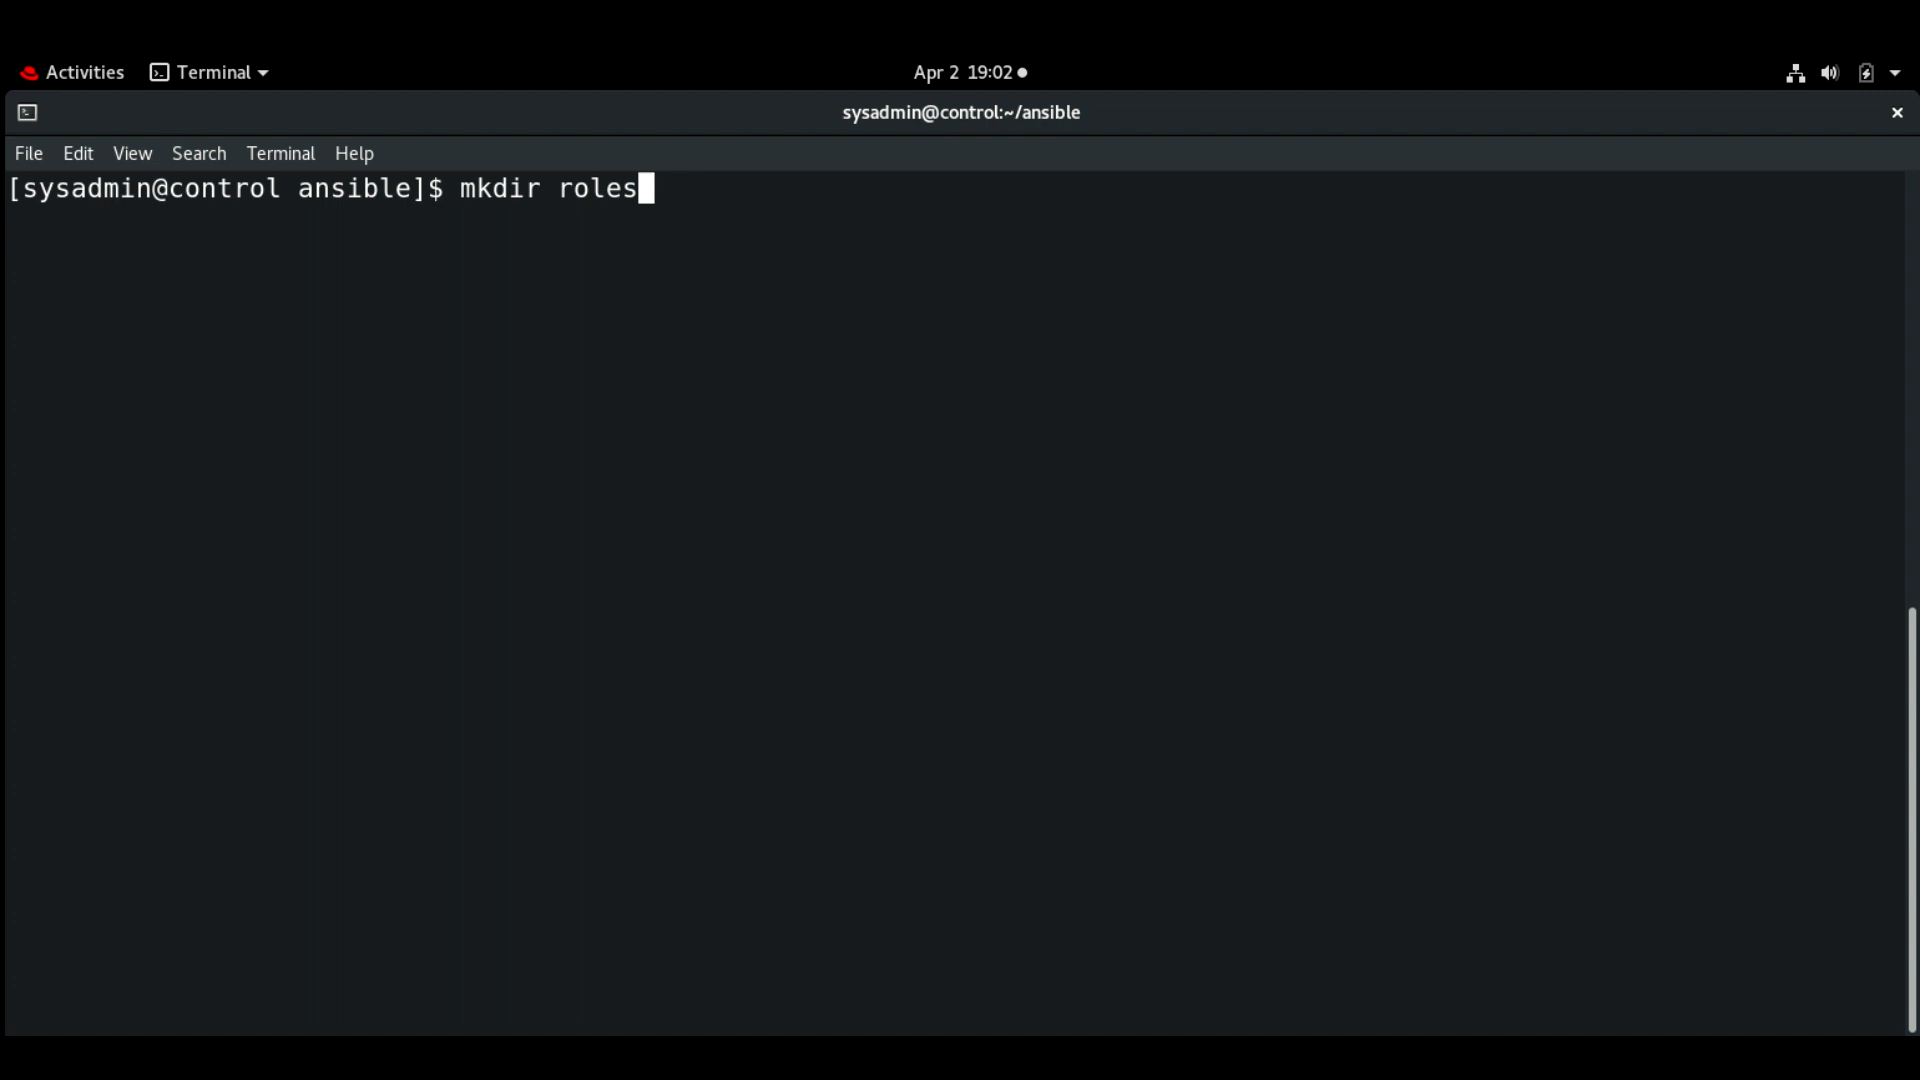 Activities Terminal Apr 2 19:02
sysadmin@control:~/ansible
File Edit View Search Terminal Help
[sysadmin@control ansible]$ mkdir roles